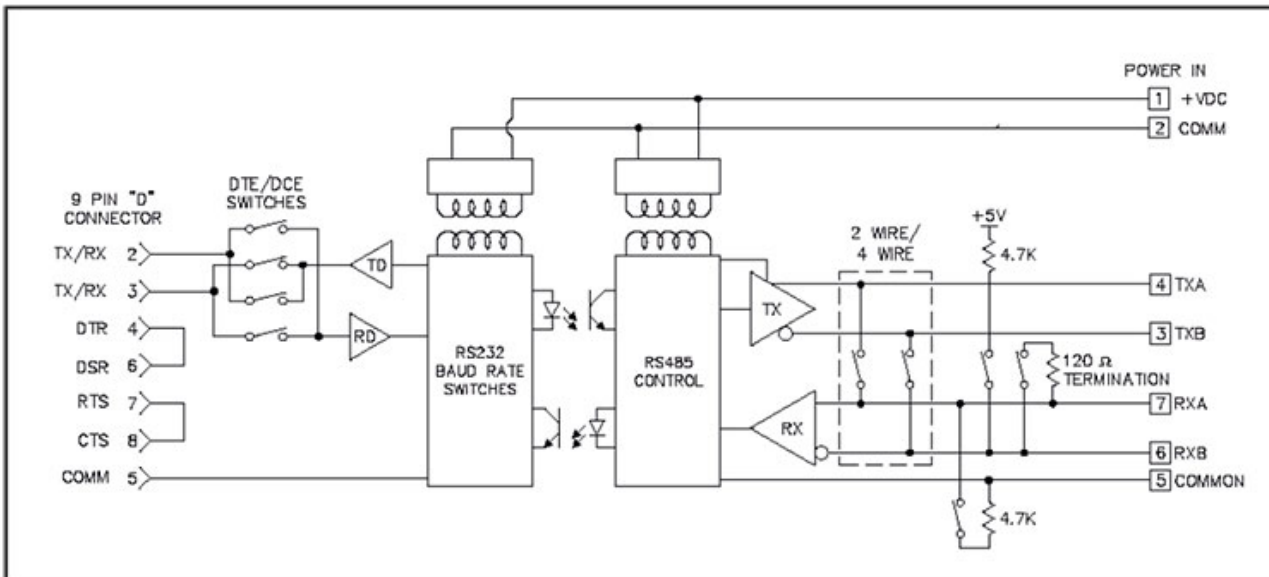 POWER IN
1 +VDC
2 COMM
9 PIN "D"
CONNECTOR
DTE/DCE
SWITCHES
TX/RX 2
TX/RX 3
DTR 4
DSR 6
RTS 7
CTS 8
COMM 5
TD
RD
RS232
BAUD RATE
SWITCHES
RS485
CONTROL
TX
RX
2 WIRE/
4 WIRE
+5V
4.7K
4 TXA
3 TXB
120 Ω
TERMINATION
7 RXA
6 RXB
5 COMMON
4.7K